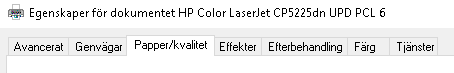 Egenskaper för dokumentet HP Color LaserJet CP5225dn UPD PCL 6
Avancerat Genvägar Papper/kvalitet Effekter Efterbehandling Färg Tjänster